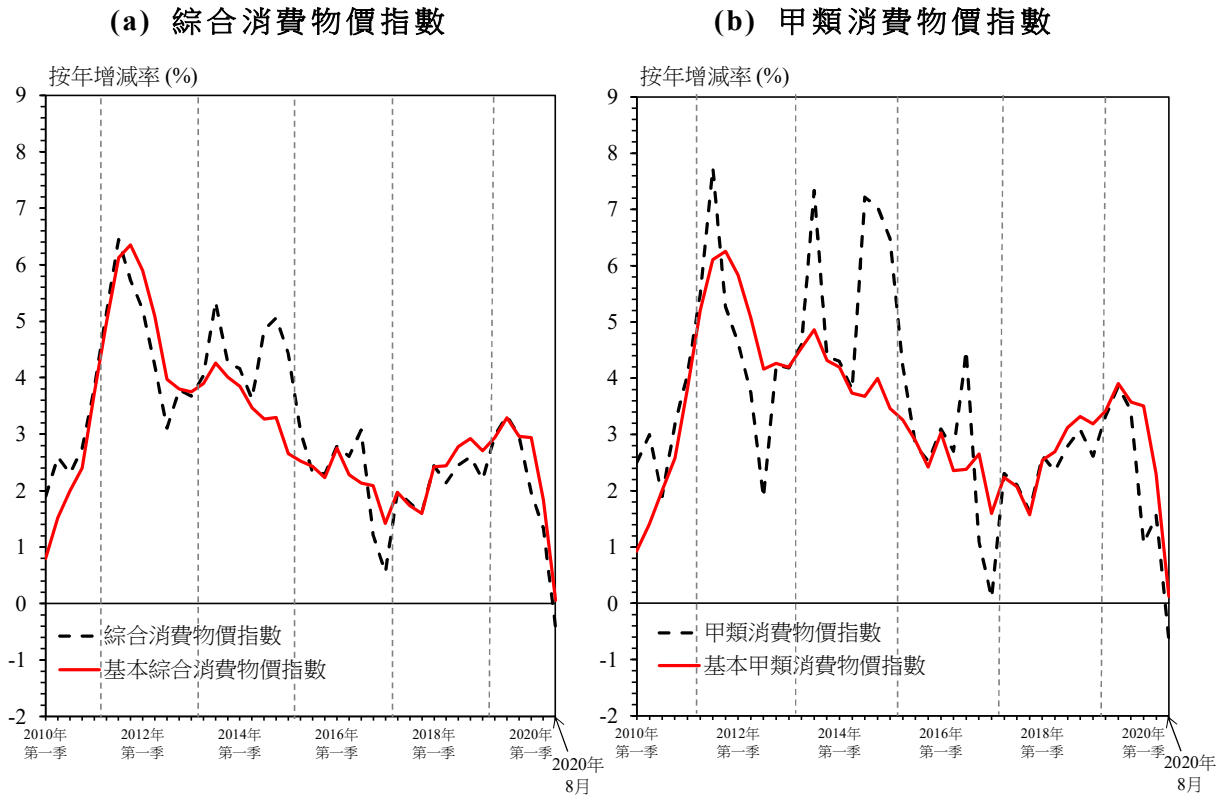 (a) 綜合消費物價指數
按年增減率 (%)
9
8
7
6
5
4
3
2
1
0
-1
-2
綜合消費物價指數
基本綜合消費物價指數
2010年 2012年 2014年 2016年 2018年 2020年
第一季 第一季 第一季 第一季 第一季 第一季
2020年
8月
(b) 甲類消費物價指數
按年增減率 (%)
9
8
7
6
5
4
3
2
1
0
-1
-2
甲類消費物價指數
基本甲類消費物價指數
2010年 2012年 2014年 2016年 2018年 2020年
第一季 第一季 第一季 第一季 第一季 第一季
2020年
8月